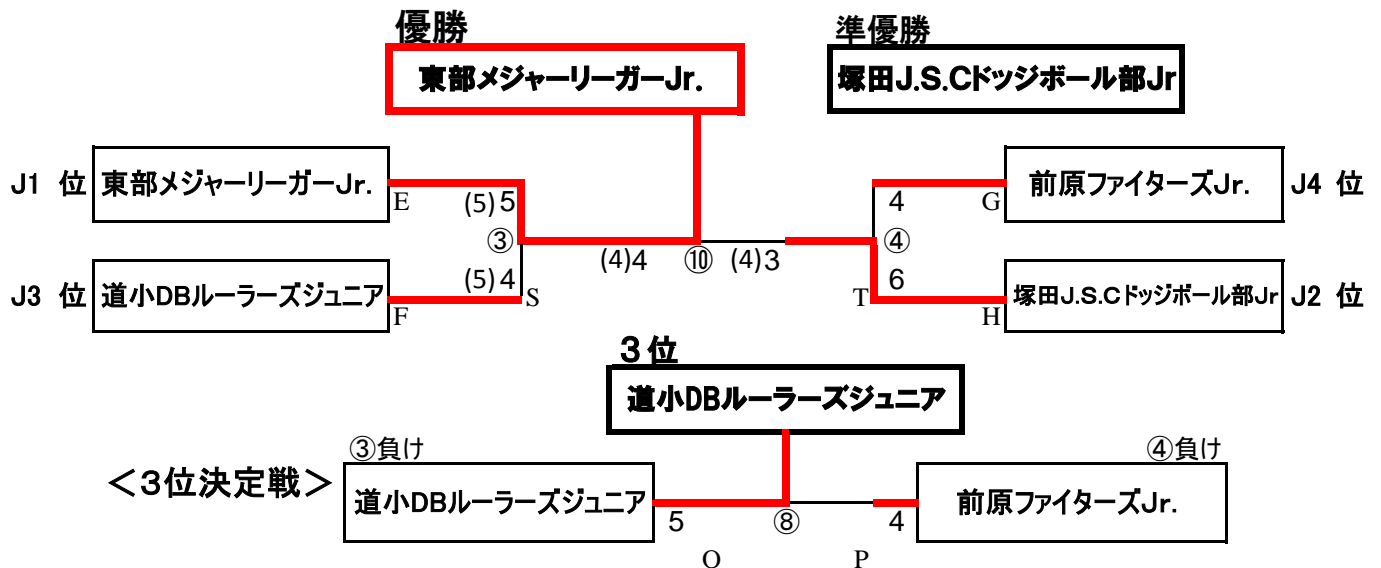 優勝 準優勝
東部メジャーリーガーJr. 塚田J.S.Cドッジボール部Jr
J1 位 東部メジャーリーガーJr. E (5) 5 4 G 前原ファイターズJr. J4 位
③ (4) 4 ⑩ (4) 3 ④
J3 位 道小DBルーラーズジュニア F (5) 4 S T 6 H 塚田J.S.Cドッジボール部Jr J2 位
3位
道小DBルーラーズジュニア
③負け ④負け
<3位決定戦> 道小DBルーラーズジュニア 5 ⑧ 4 前原ファイターズJr.
O P